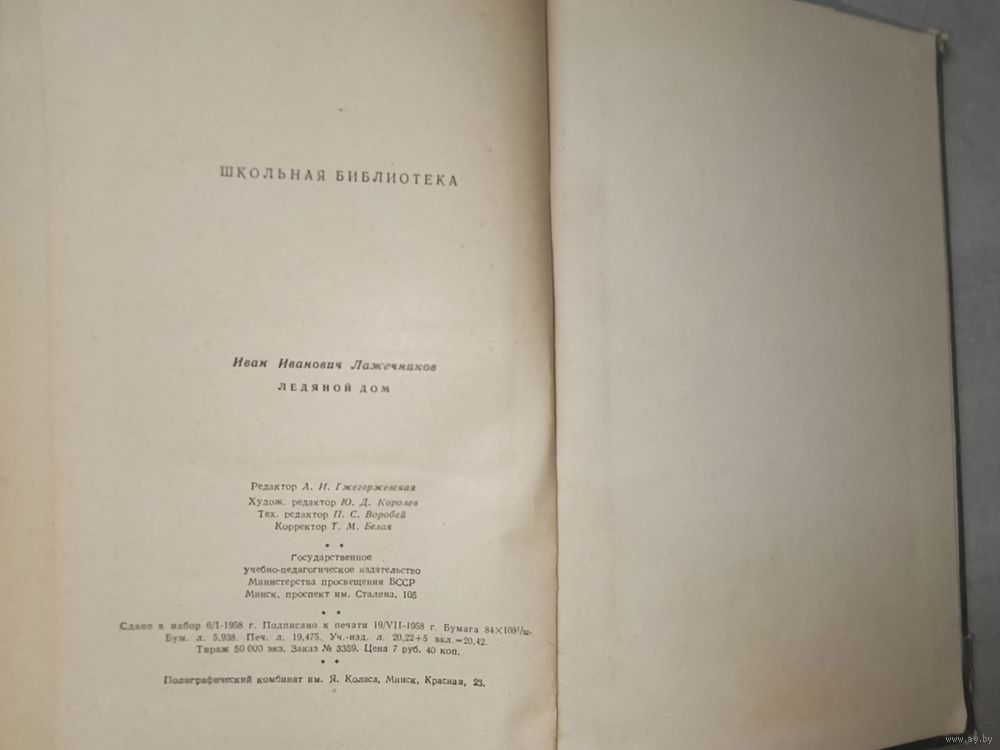 ШКОЛЬНАЯ БИБЛИОТЕКА
Иван Иванович Лажечников
ЛЕДЯНОЙ ДОМ
Редактор А. И. Гжегоржевская
Худож. редактор Ю. Д. Королев
Тех. редактор П. С. Воробей
Корректор Т. М. Белая
* *
Государственное
учебно-педагогическое издательство
Министерства просвещения БССР
Минск, проспект им. Сталина, 105
* *
Сдано в набор 6/I-1958 г. Подписано к печати 19/VII-1958 г. Бумага 84×108¹/₃₂.
Бум. л. 5,938. Печ. л. 19,475. Уч.-изд. л. 20,22+5 вкл.=20,42.
Тираж 50 000 экз. Заказ № 3359. Цена 7 руб. 40 коп.
* *
Полиграфический комбинат им. Я. Коласа, Минск, Красная, 23.
www.ay.by